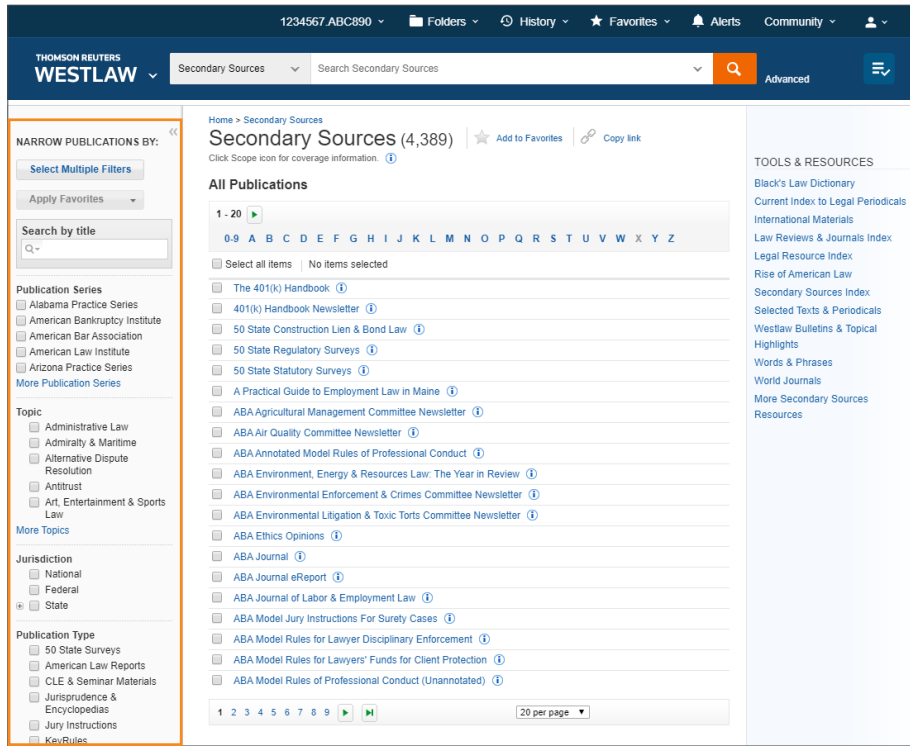 1234567.ABC890
Folders
History
Favorites
Alerts
Community
THOMSON REUTERS
WESTLAW
Secondary Sources
Search Secondary Sources
Advanced
NARROW PUBLICATIONS BY:
Select Multiple Filters
Apply Favorites
Search by title
Publication Series
Alabama Practice Series
American Bankruptcy Institute
American Bar Association
American Law Institute
Arizona Practice Series
More Publication Series
Topic
Administrative Law
Admiralty & Maritime
Alternative Dispute
Resolution
Antitrust
Art, Entertainment & Sports
Law
More Topics
Jurisdiction
National
Federal
State
Publication Type
50 State Surveys
American Law Reports
CLE & Seminar Materials
Jurisprudence &
Encyclopedias
Jury Instructions
KeyRules
Home > Secondary Sources
Secondary Sources (4,389)
Add to Favorites
Copy link
Click Scope icon for coverage information.
All Publications
1 - 20
0-9 A B C D E F G H I J K L M N O P Q R S T U V W X Y Z
Select all items | No items selected
The 401(k) Handbook
401(k) Handbook Newsletter
50 State Construction Lien & Bond Law
50 State Regulatory Surveys
50 State Statutory Surveys
A Practical Guide to Employment Law in Maine
ABA Agricultural Management Committee Newsletter
ABA Air Quality Committee Newsletter
ABA Annotated Model Rules of Professional Conduct
ABA Environment, Energy & Resources Law: The Year in Review
ABA Environmental Enforcement & Crimes Committee Newsletter
ABA Environmental Litigation & Toxic Torts Committee Newsletter
ABA Ethics Opinions
ABA Journal
ABA Journal eReport
ABA Journal of Labor & Employment Law
ABA Model Jury Instructions For Surety Cases
ABA Model Rules for Lawyer Disciplinary Enforcement
ABA Model Rules for Lawyers' Funds for Client Protection
ABA Model Rules of Professional Conduct (Unannotated)
1 2 3 4 5 6 7 8 9
20 per page
TOOLS & RESOURCES
Black's Law Dictionary
Current Index to Legal Periodicals
International Materials
Law Reviews & Journals Index
Legal Resource Index
Rise of American Law
Secondary Sources Index
Selected Texts & Periodicals
Westlaw Bulletins & Topical
Highlights
Words & Phrases
World Journals
More Secondary Sources
Resources